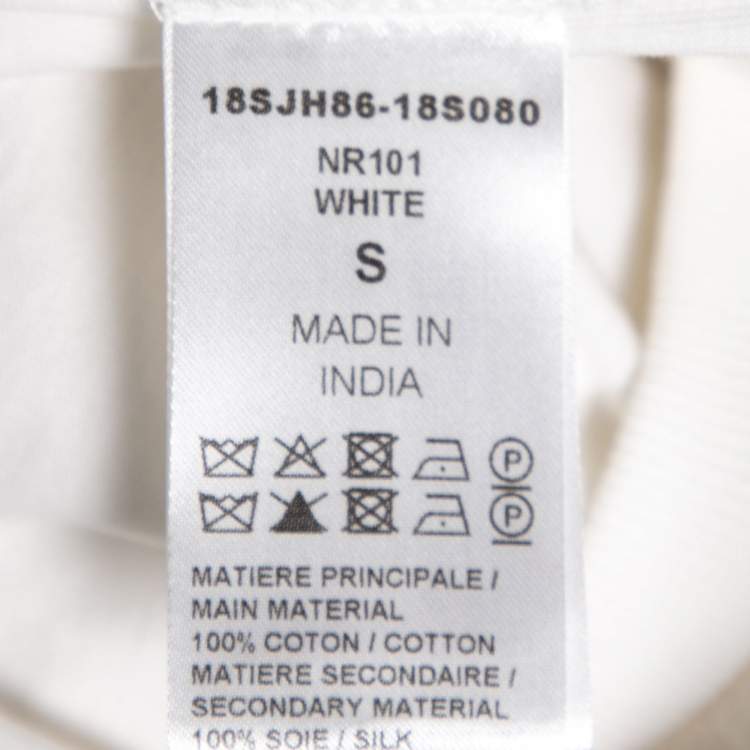 18SJH86-18S080
NR101
WHITE
S
MADE IN
INDIA
P
P
MATIERE PRINCIPALE /
MAIN MATERIAL
100% COTON / COTTON
MATIERE SECONDAIRE /
SECONDARY MATERIAL
100% SOIE / SILK